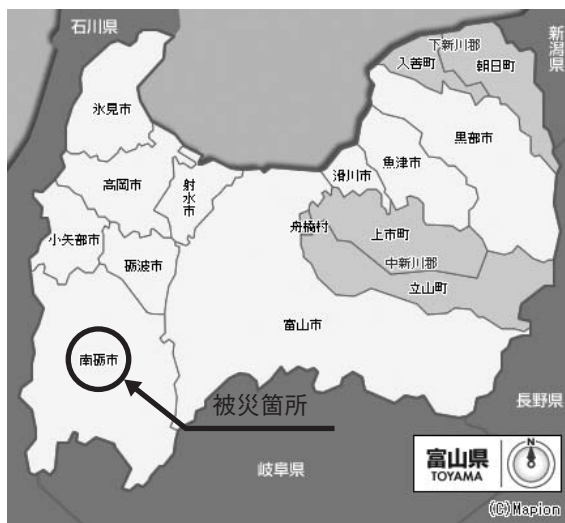 石川県
新潟県
下新川郡
入善町
朝日町
氷見市
黒部市
魚津市
滑川市
高岡市
射水市
舟橋村
上市町
小矢部市
砺波市
中新川郡
立山町
富山市
南砺市
被災箇所
長野県
岐阜県
富山県
TOYAMA
N
(C)Mapion